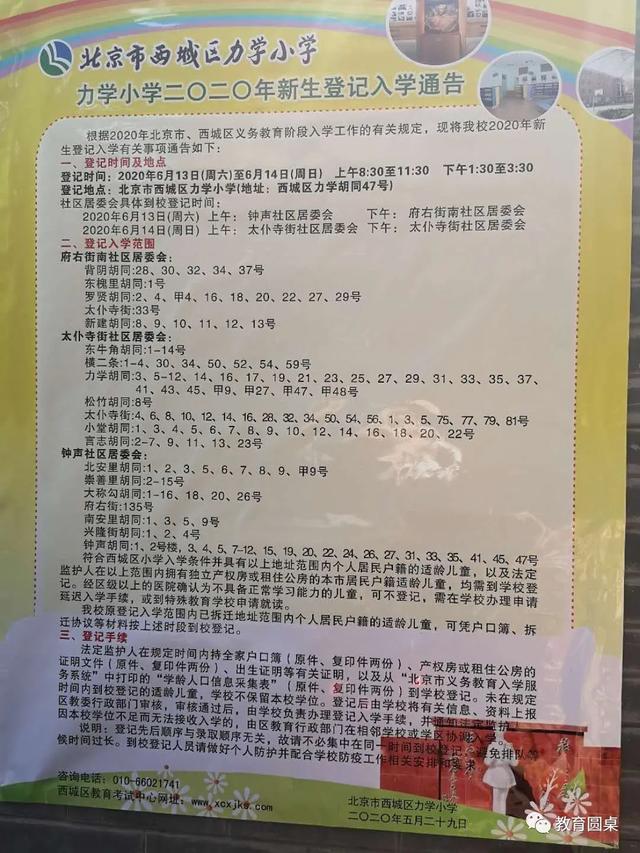 北京市西城区力学小学
力学小学二〇二〇年新生登记入学通告
根据2020年北京市、西城区义务教育阶段入学工作的有关规定，现将我校2020年新
生登记入学有关事项通告如下：
一、登记时间及地点
登记时间：2020年6月13日(周六)至6月14日(周日) 上午8:30至11:30 下午1:30至3:30
登记地点：北京市西城区力学小学(地址：西城区力学胡同47号)
社区居委会具体到校登记时间：
2020年6月13日(周六) 上午： 钟声社区居委会 下午： 府右街南社区居委会
2020年6月14日(周日) 上午： 太仆寺街社区居委会 下午： 太仆寺街社区居委会
二、登记入学范围
府右街南社区居委会：
背阴胡同:28、30、32、34、37号
东槐里胡同:1号
罗贤胡同:2、4、甲4、16、18、20、22、27、29号
太仆寺街:33号
新建胡同:8、9、10、11、12、13号
太仆寺街社区居委会：
东牛角胡同:1-14号
横二条:1-4、30、34、50、52、54、59号
力学胡同:3、5-12、14、16、17、19、21、23、25、27、29、31、33、35、37、
41、43、45、甲9、甲27、甲47、甲48号
松竹胡同:8号
太仆寺街:4、6、8、10、12、14、16、28、32、34、50、54、56、1、3、5、75、77、79、81号
小堂胡同:1、3、4、5、6、7、8、9、10、12、14、16、18、20、22号
言志胡同:2-7、9、11、13、23号
钟声社区居委会：
北安里胡同:1、2、3、5、6、7、8、9、甲9号
崇善里胡同:2-15号
大秤勾胡同:1-16、18、20、26号
府右街:135号
南安里胡同:1、3、5、9号
兴隆街胡同:1、2、4号
钟声胡同:1、2号楼，3、4、5、7-12、15、19、20、22、24、26、27、31、33、35、41、45、47号
符合西城区小学入学条件并具有以上地址范围内个人居民户籍的适龄儿童，以及法定
监护人在以上范围内拥有独立产权房或租住公房的本市居民户籍适龄儿童，均需到学校登
记。经区级以上的医院确认为不具备正常学习能力的儿童，可不登记，需在学校办理申请
延迟入学手续，或到特殊教育学校申请就读。
我校原登记入学范围内已拆迁地址范围内个人居民户籍的适龄儿童，可凭户口簿、拆
迁协议等材料按上述时段到校登记。
三、登记手续
法定监护人在规定时间内持全家户口簿（原件、复印件两份）、产权房或租住公房的
证明文件（原件、复印件两份）、出生证明等有关证明，以及从“北京市义务教育入学服
务系统”中打印的“学龄人口信息采集表”（原件、复印件两份）到学校登记。未在规定
时间内到校登记的适龄儿童，学校不保留本校学位。登记后由学校将有关信息、资料上报
区教委行政部门审核，审核通过后，由学校负责办理登记入学手续，并通知法定监护人。
因本校学位不足而无法接收入学的，由区教育行政部门在相邻学校或学区协调入学。
说明：登记先后顺序与录取顺序无关，故请不必集中在同一时间到校登记，避免排队等
候时间过长。到校登记人员请做好个人防护并配合学校防疫工作相关安排和要求
咨询电话：010-66021741
西城区教育考试中心网址：www.xcxjks.com
北京市西城区力学小学
二〇二〇年五月二十九日
教育圆桌